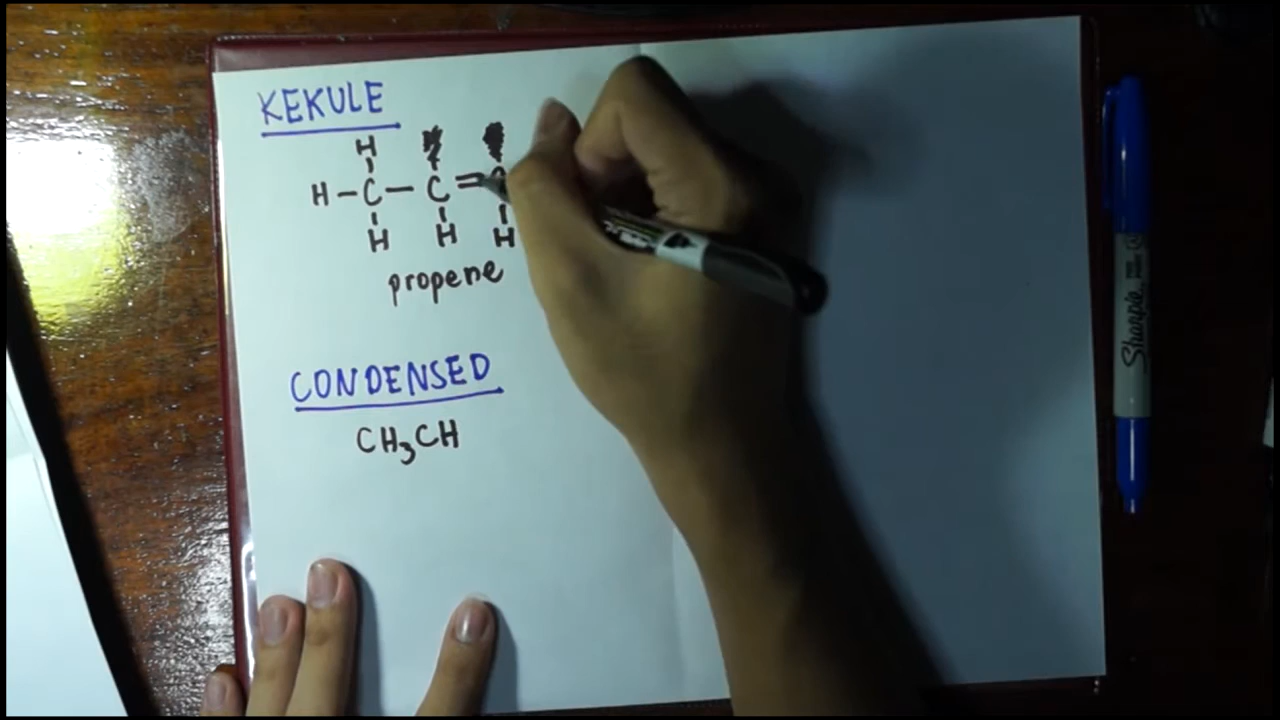 KEKULE
H
H-C-C=
H H H
propene
CONDENSED
CH₃CH
Sharpie